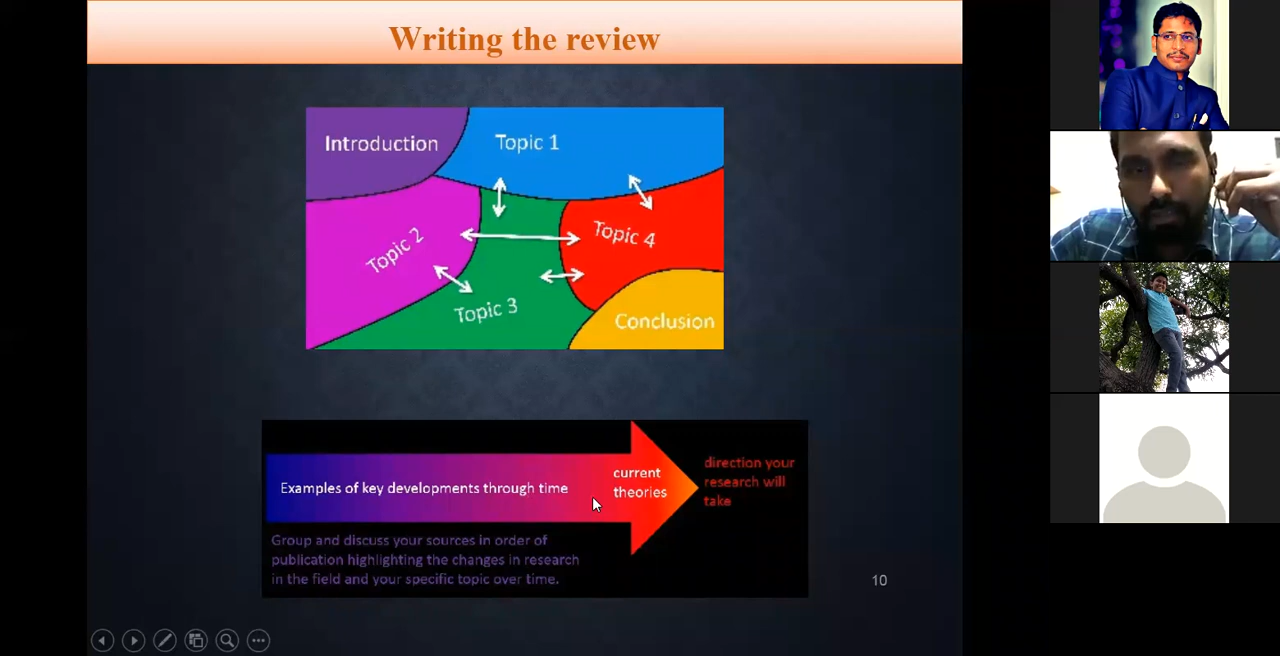 Writing the review
Introduction
Topic 1
Topic 2
Topic 4
Topic 3
Conclusion
Examples of key developments through time
current
theories
direction your
research will
take
Group and discuss your sources in order of
publication highlighting the changes in research
in the field and your specific topic over time.
10